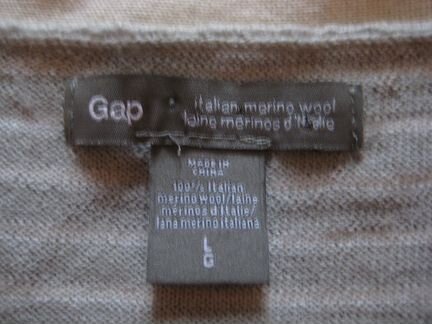 Gap
italian merino wool
laine mérinos d'Italie
MADE IN
CHINA
100% Italian
merino wool/laine
mérinos d'Italie/
lana merino italiana
L
G